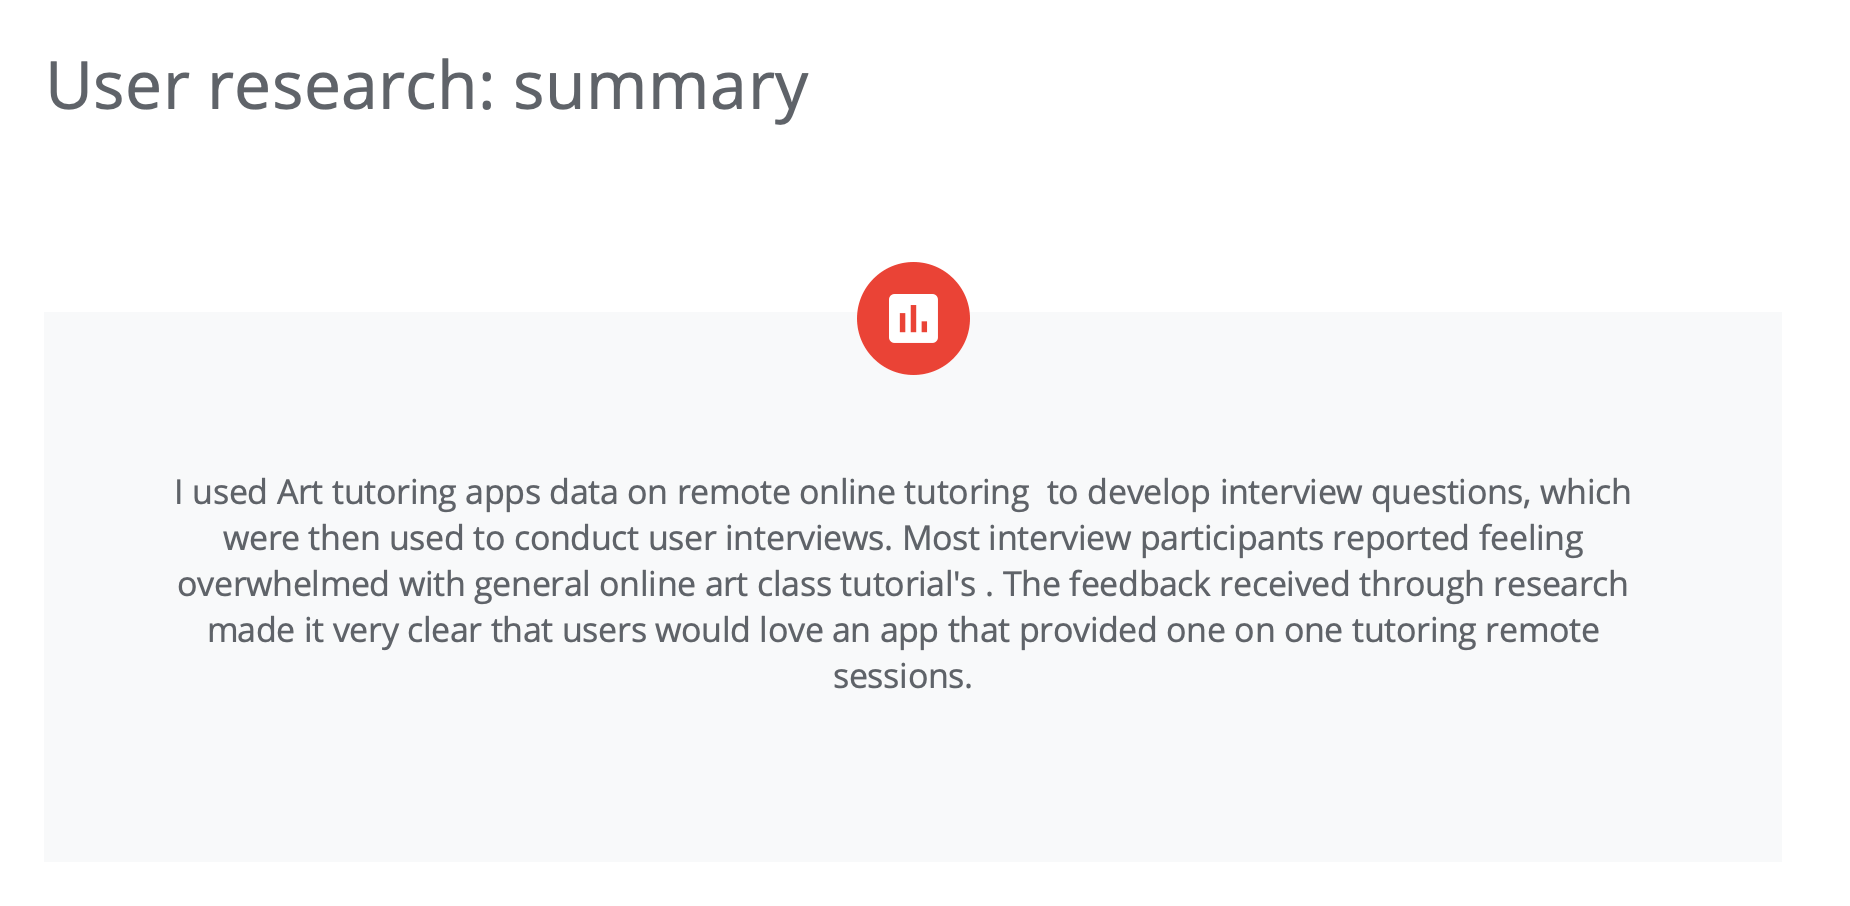 User research: summary
I used Art tutoring apps data on remote online tutoring  to develop interview questions, which
were then used to conduct user interviews. Most interview participants reported feeling
overwhelmed with general online art class tutorial's . The feedback received through research
made it very clear that users would love an app that provided one on one tutoring remote
sessions.